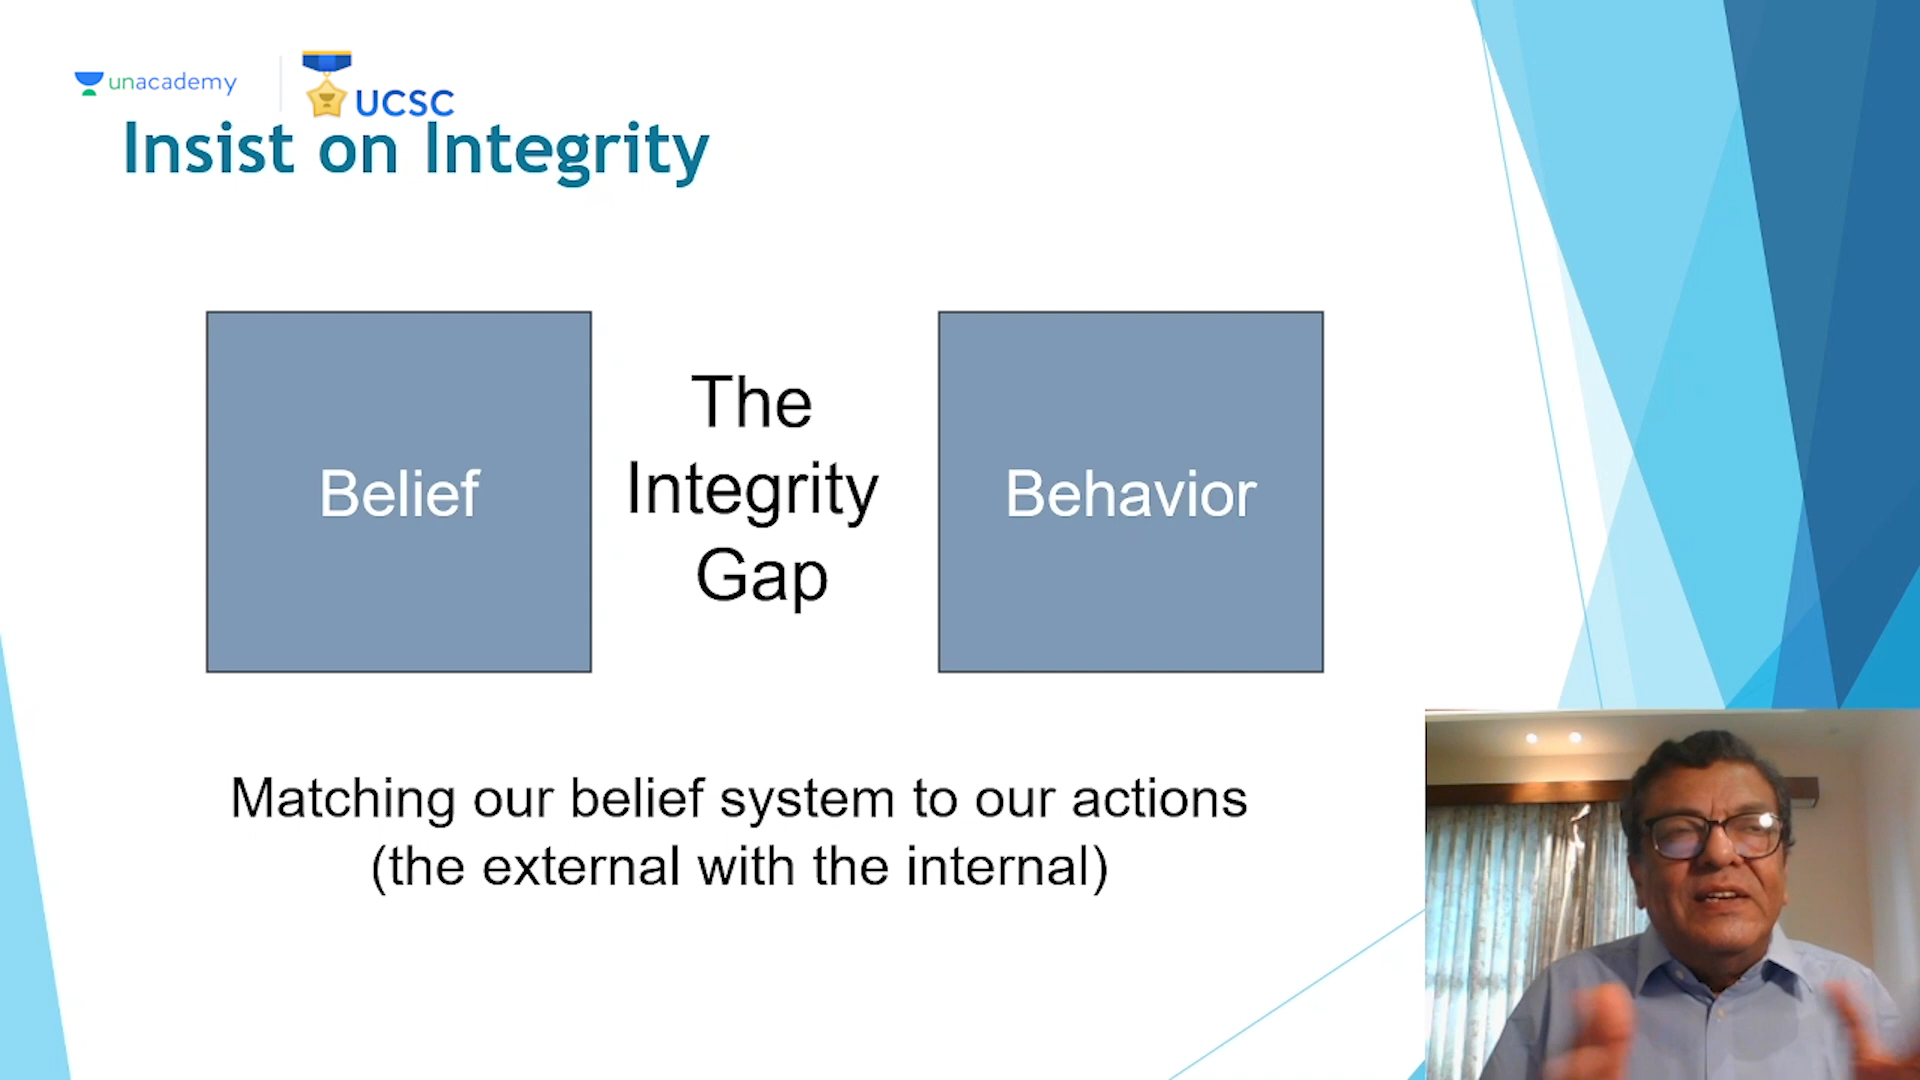 unacademy
UCSC
Insist on Integrity
Belief
The
Integrity
Gap
Behavior
Matching our belief system to our actions
(the external with the internal)